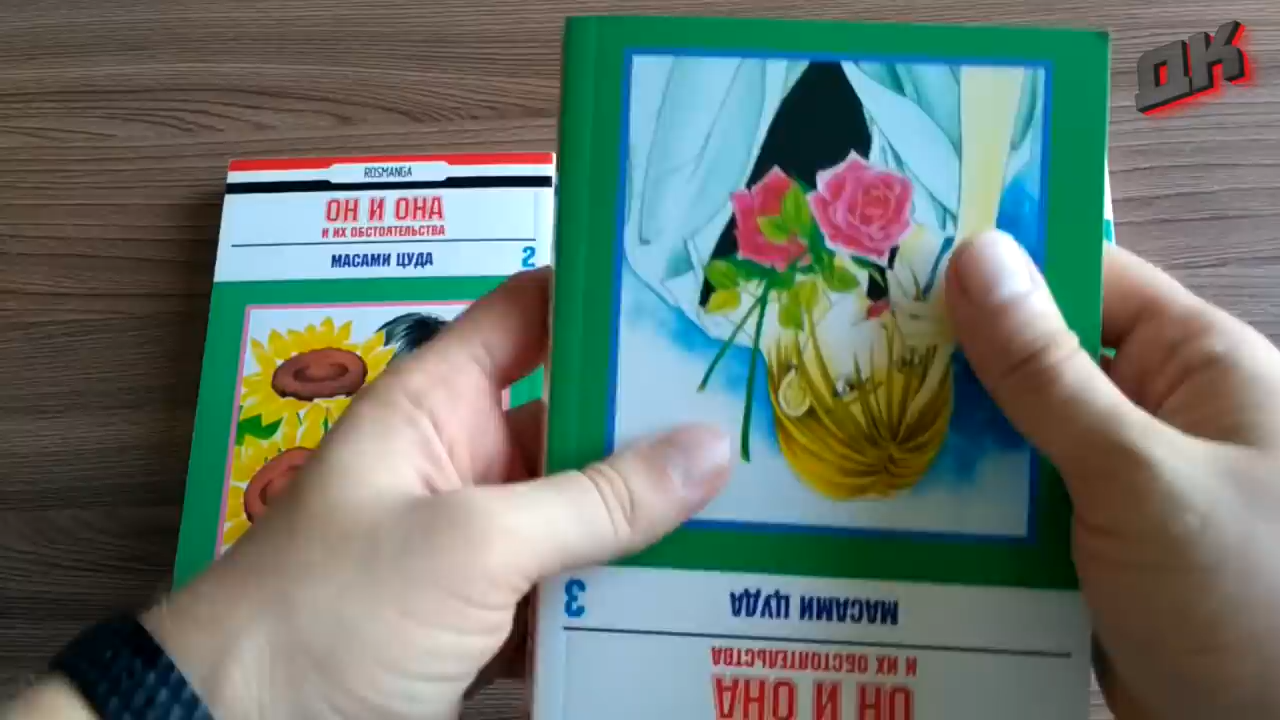 ДК
ROSMANGA
ОН И ОНА
И ИХ ОБСТОЯТЕЛЬСТВА
МАСАМИ ЦУДА
2
ОН И ОНА
И ИХ ОБСТОЯТЕЛЬСТВА
МАСАМИ ЦУДА
3